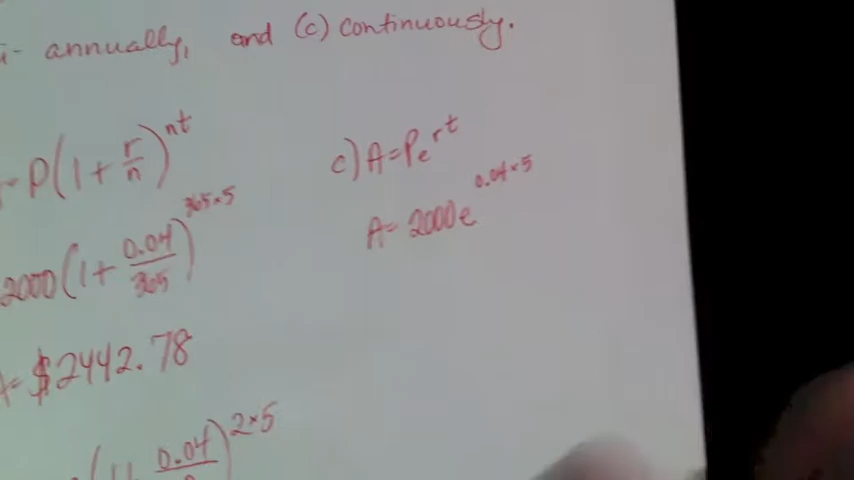 i- annually, and (c) continuously.
= P(1 + r/n)^nt
2000(1 + 0.04/365)^365×5
A= $2442.78
0.04
2×5
c) A=Pe^rt
A= 2000e^0.04×5